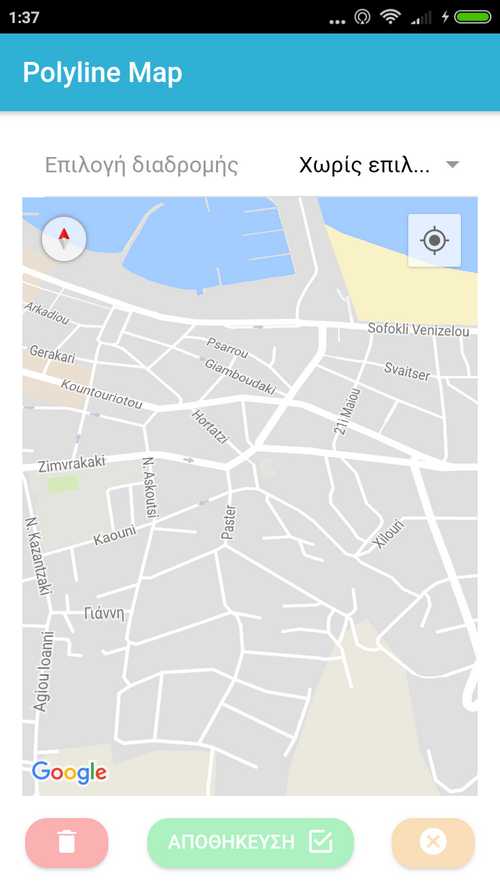 1:37
Polyline Map
Επιλογή διαδρομής
Χωρίς επιλ...
Arkadiou
Sofokli Venizelou
Psarrou
Gerakari
Giamboudaki
Svaitser
Kountouriotou
21i Maiou
Hortatzi
Zimvrakaki
N. Askoutsi
Paster
Xilouri
Kaouni
N. Kazantzaki
Γιάννη
Agiou Ioanni
Google
ΑΠΟΘΗΚΕΥΣΗ